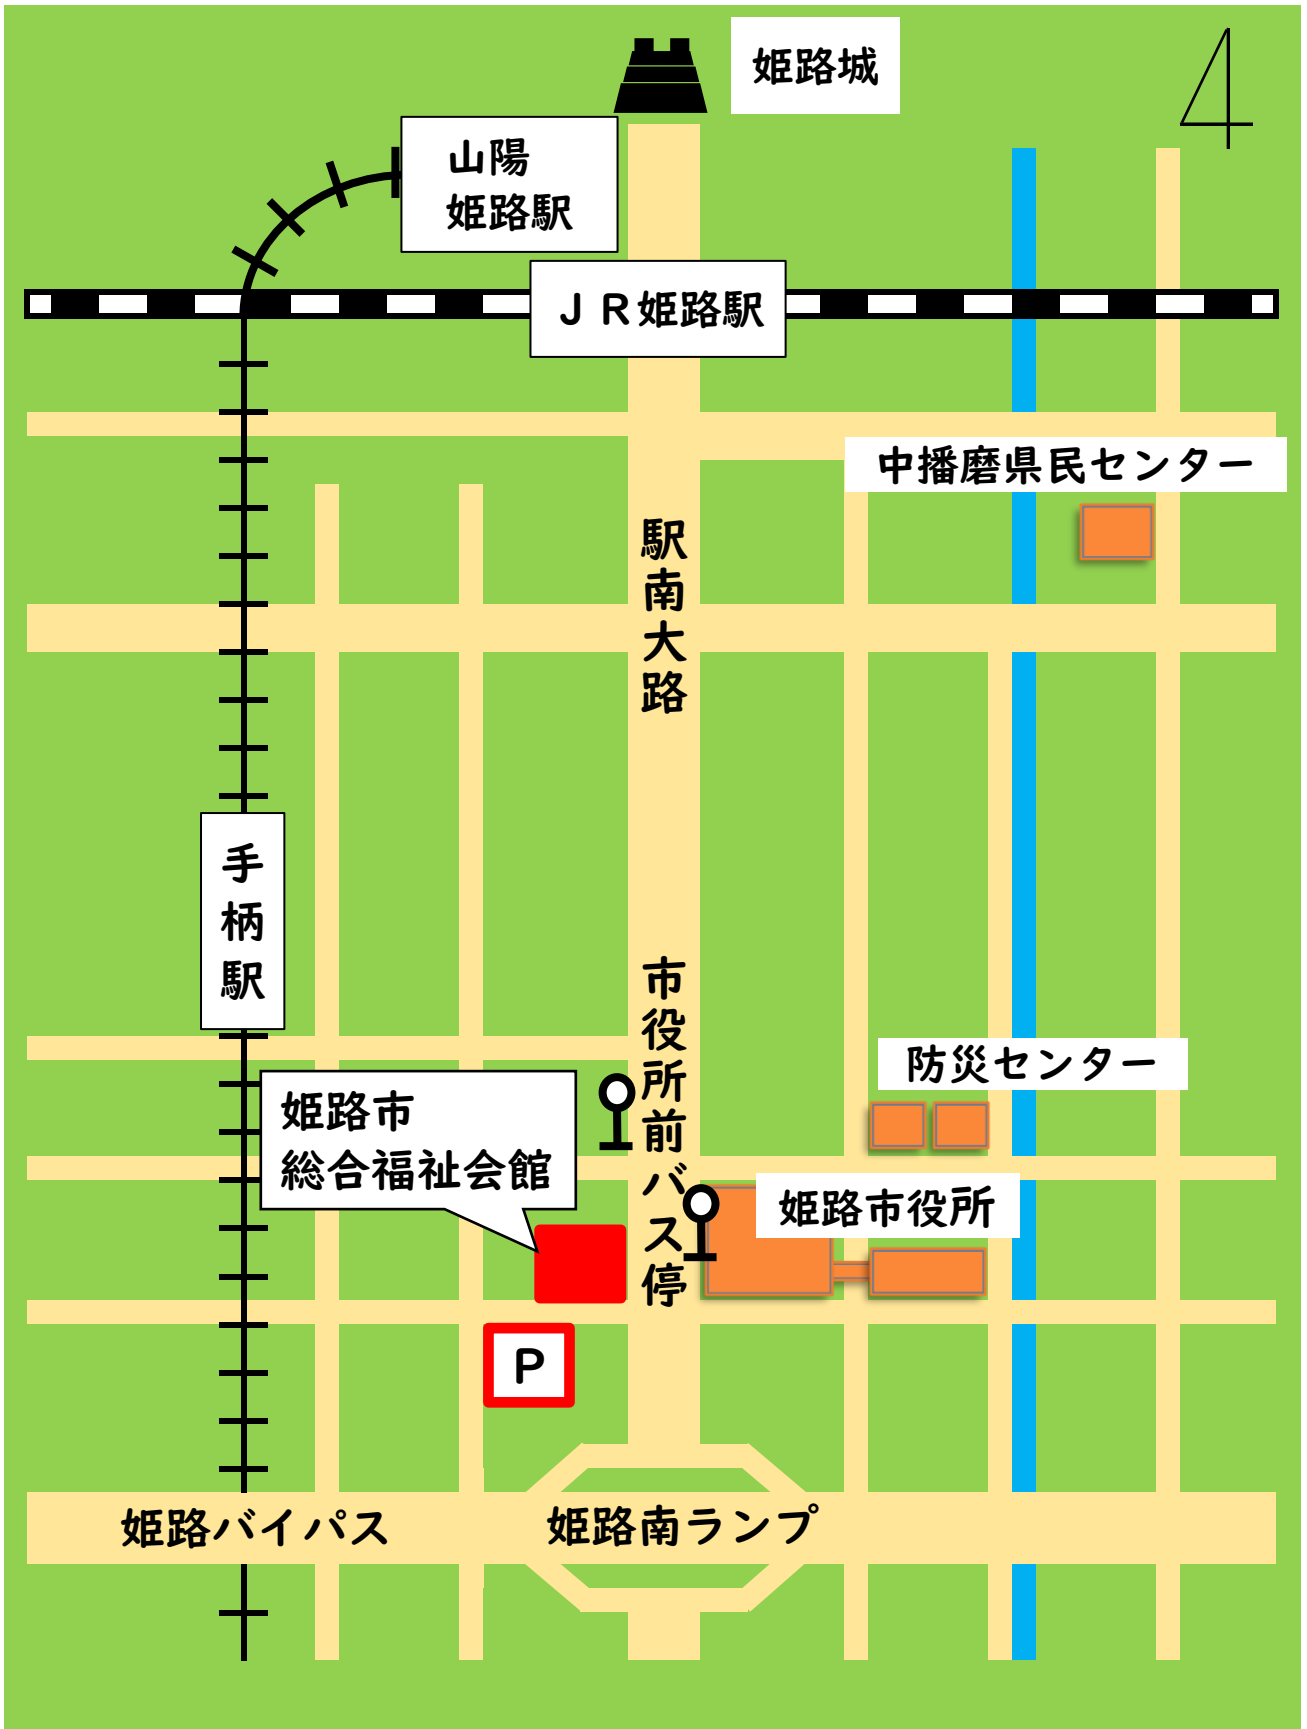 姫路城
山陽
姫路駅
ＪＲ姫路駅
中播磨県民センター
駅南大路
手柄駅
市役所前バス停
防災センター
姫路市
総合福祉会館
姫路市役所
P
姫路バイパス
姫路南ランプ